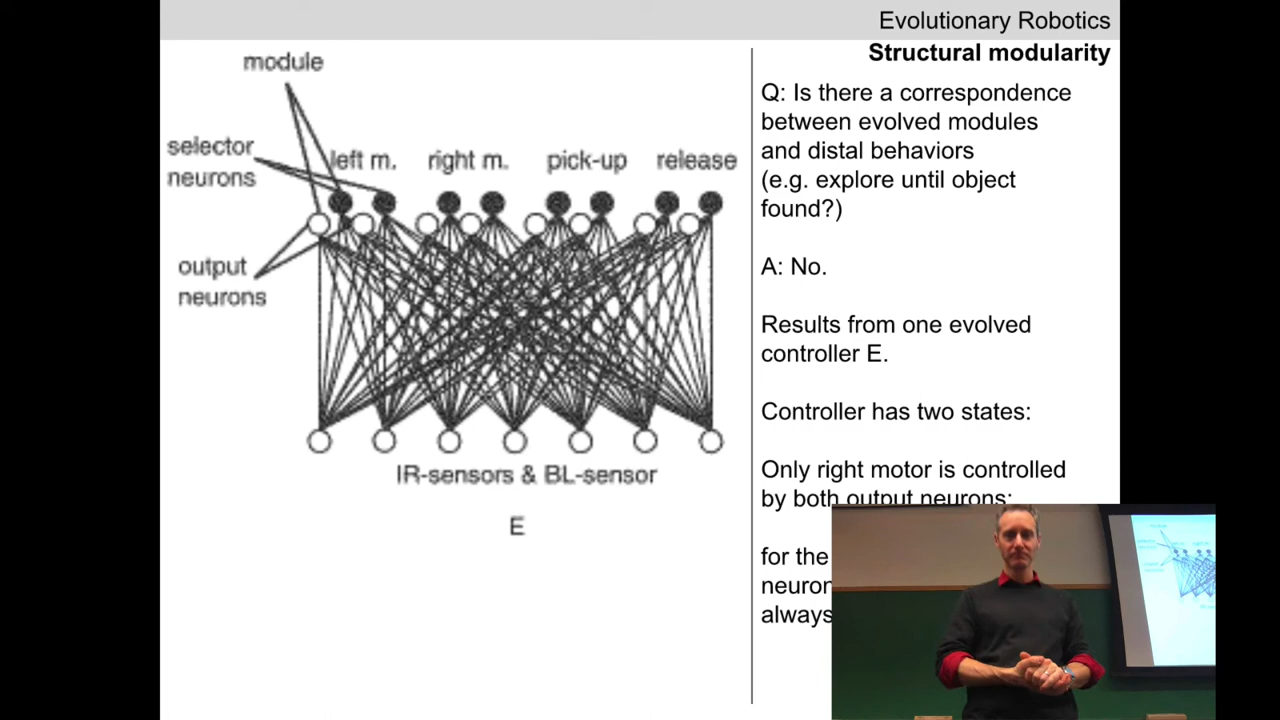 Evolutionary Robotics
Structural modularity
module
selector
neurons
left m. right m. pick-up release
output
neurons
IR-sensors & BL-sensor
E
Q: Is there a correspondence
between evolved modules
and distal behaviors
(e.g. explore until object
found?)
A: No.
Results from one evolved
controller E.
Controller has two states:
Only right motor is controlled
by both output neurons;
for the
neuron
always